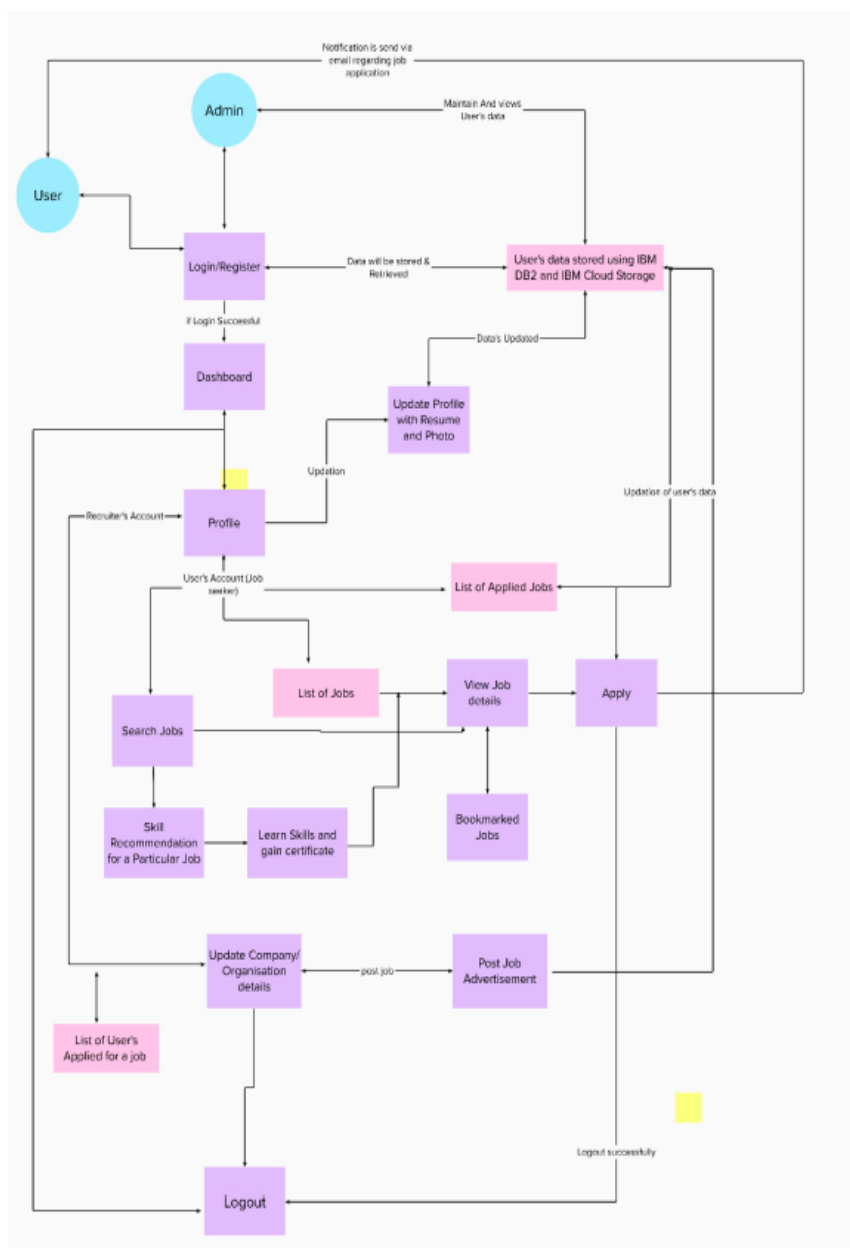 Notification is send via
email regarding job
application
Admin
Maintain And views
User's data
User
Login/Register
Data will be stored &
Retrieved
User's data stored using IBM
DB2 and IBM Cloud Storage
if Login Successful
Data's Updated
Dashboard
Update Profile
with Resume
and Photo
Updation
Updation of user's data
Recruiter's Account
Profile
User's Account (Job
seeker)
List of Applied Jobs
List of Jobs
View Job
details
Apply
Search Jobs
Skill
Recommendation
for a Particular Job
Learn Skills and
gain certificate
Bookmarked
Jobs
Update Company/
Organisation
details
post job
Post Job
Advertisement
List of User's
Applied for a job
Logout successfully
Logout